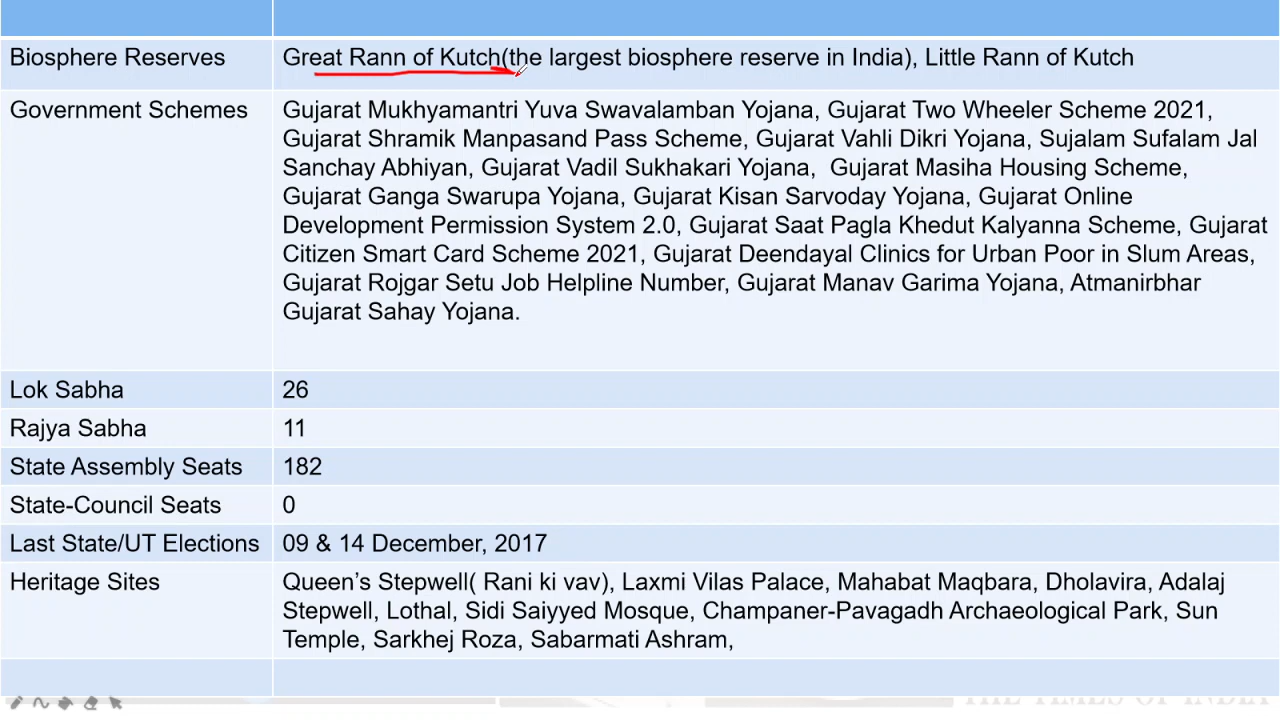 Biosphere Reserves
Great Rann of Kutch(the largest biosphere reserve in India), Little Rann of Kutch
Government Schemes
Gujarat Mukhyamantri Yuva Swavalamban Yojana, Gujarat Two Wheeler Scheme 2021,
Gujarat Shramik Manpasand Pass Scheme, Gujarat Vahli Dikri Yojana, Sujalam Sufalam Jal
Sanchay Abhiyan, Gujarat Vadil Sukhakari Yojana,  Gujarat Masiha Housing Scheme,
Gujarat Ganga Swarupa Yojana, Gujarat Kisan Sarvoday Yojana, Gujarat Online
Development Permission System 2.0, Gujarat Saat Pagla Khedut Kalyanna Scheme, Gujarat
Citizen Smart Card Scheme 2021, Gujarat Deendayal Clinics for Urban Poor in Slum Areas,
Gujarat Rojgar Setu Job Helpline Number, Gujarat Manav Garima Yojana, Atmanirbhar
Gujarat Sahay Yojana.
Lok Sabha
26
Rajya Sabha
11
State Assembly Seats
182
State-Council Seats
0
Last State/UT Elections
09 & 14 December, 2017
Heritage Sites
Queen’s Stepwell( Rani ki vav), Laxmi Vilas Palace, Mahabat Maqbara, Dholavira, Adalaj
Stepwell, Lothal, Sidi Saiyyed Mosque, Champaner-Pavagadh Archaeological Park, Sun
Temple, Sarkhej Roza, Sabarmati Ashram,
THE TIMES OF INDIA